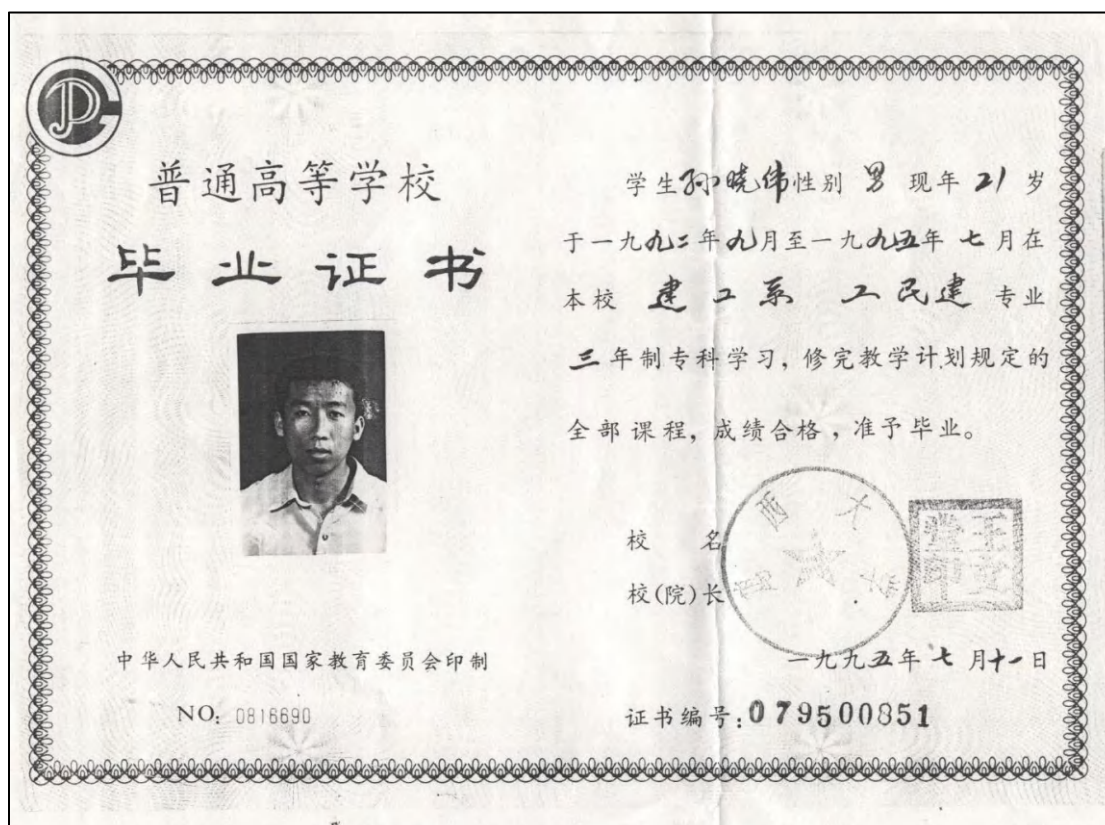 普通高等学校
毕业证书
中华人民共和国国家教育委员会印制
NO: 0816690
学生孙晓伟性别 男 现年 21 岁
于一九九二年九月至一九九五年 七 月在
本校 建工系 工民建 专业
三年制专科学习，修完教学计划规定的
全部课程，成绩合格，准予毕业。
校 名
西大
校(院)长
一九九五年 七 月十一日
证书编号:079500851